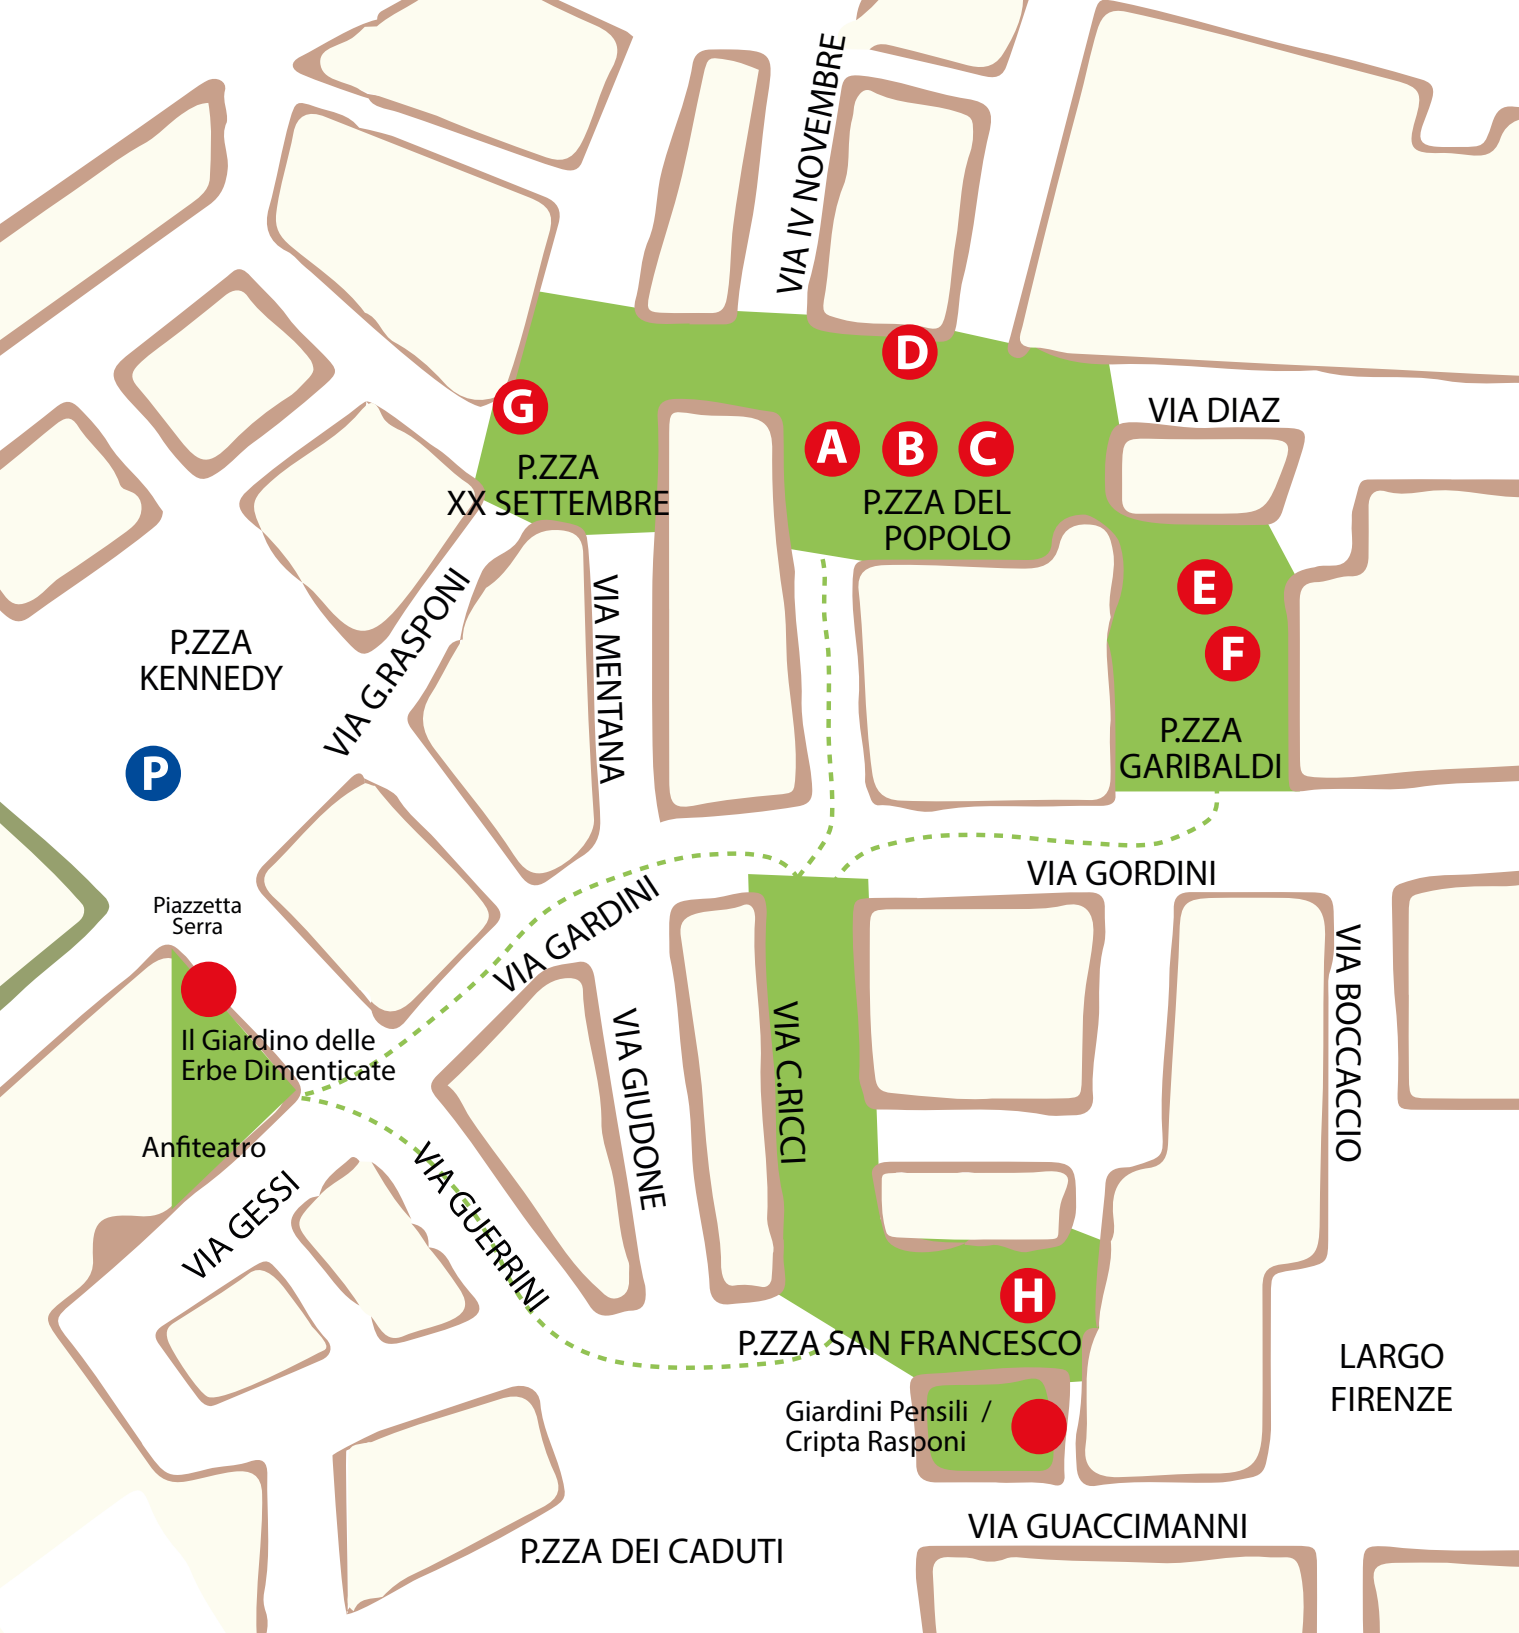 VIA IV NOVEMBRE
D
G
VIA DIAZ
A B C
P.ZZA
XX SETTEMBRE
P.ZZA DEL
POPOLO
E
F
P.ZZA
GARIBALDI
VIA G.RASPONI
VIA MENTANA
P.ZZA
KENNEDY
P
VIA GORDINI
VIA GARDINI
Piazzetta
Serra
Il Giardino delle
Erbe Dimenticate
Anfiteatro
VIA GIUDONE
VIA C.RICCI
VIA BOCCACCIO
VIA GESSI
VIA GUERRINI
H
P.ZZA SAN FRANCESCO
LARGO
FIRENZE
Giardini Pensili /
Cripta Rasponi
VIA GUACCIMANNI
P.ZZA DEI CADUTI